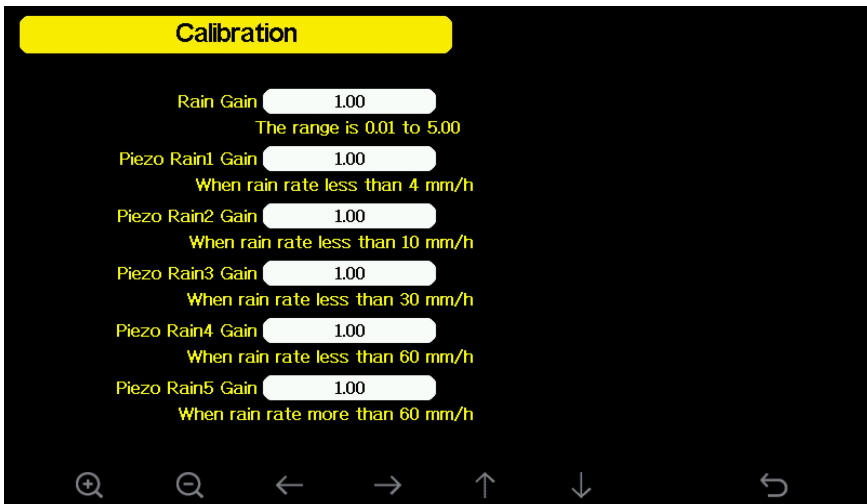 Calibration
Rain Gain 1.00
The range is 0.01 to 5.00
Piezo Rain1 Gain 1.00
When rain rate less than 4 mm/h
Piezo Rain2 Gain 1.00
When rain rate less than 10 mm/h
Piezo Rain3 Gain 1.00
When rain rate less than 30 mm/h
Piezo Rain4 Gain 1.00
When rain rate less than 60 mm/h
Piezo Rain5 Gain 1.00
When rain rate more than 60 mm/h